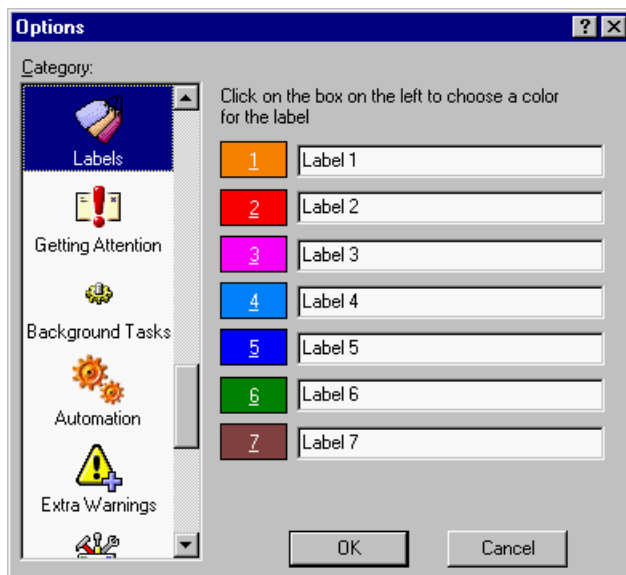 Options
Category:
Labels
Getting Attention
Background Tasks
Automation
Extra Warnings
Click on the box on the left to choose a color
for the label
1 Label 1
2 Label 2
3 Label 3
4 Label 4
5 Label 5
6 Label 6
7 Label 7
OK Cancel